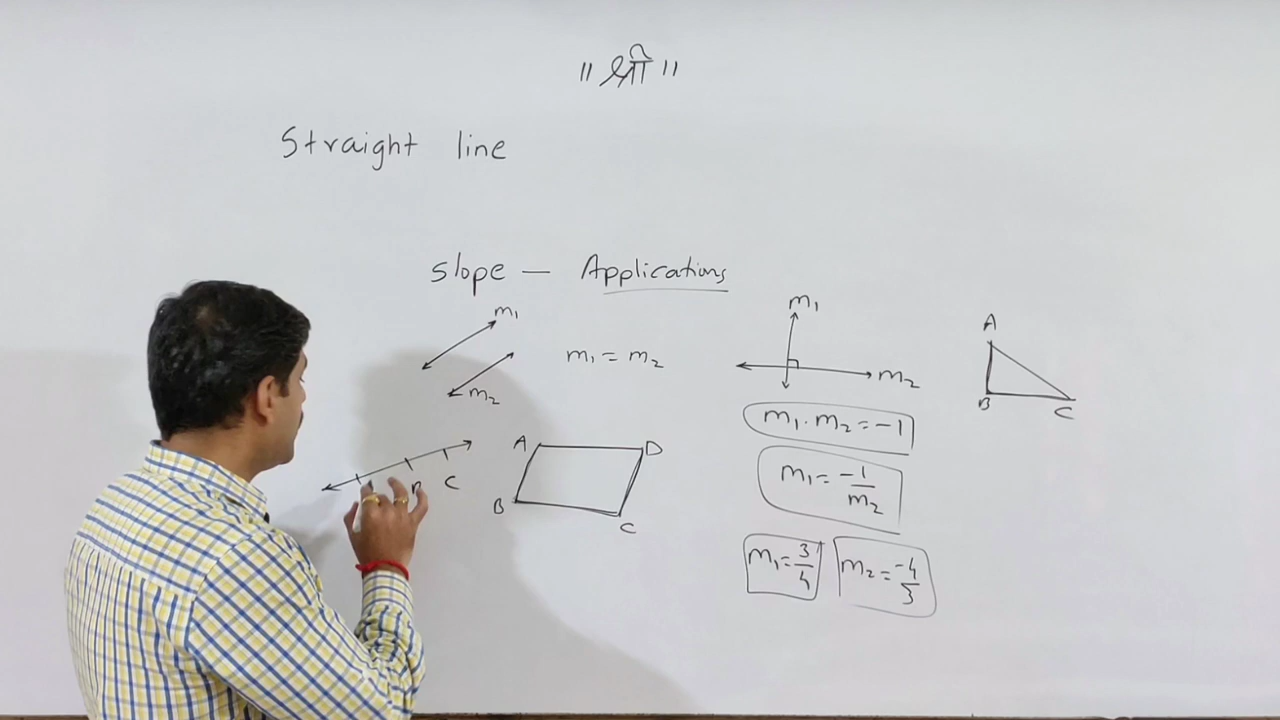 ॥ श्री ॥
Straight line
Slope — Applications
m₁
m₂
m₁ = m₂
m₁
m₂
m₁ . m₂ = -1
m₁ = -1/m₂
m₁ = 3/4
m₂ = -4/3
A
B
C
B C
A D
B C